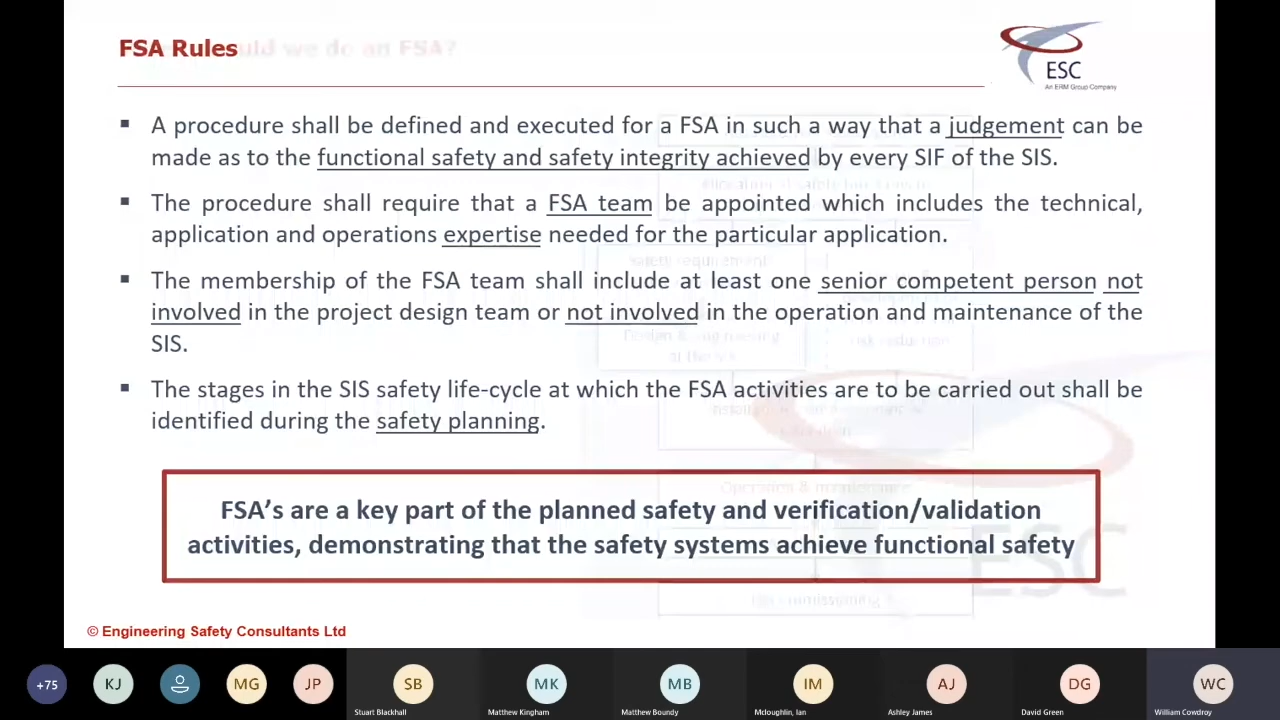 FSA Rules
uld we do an FSA?
ESC
An ERM Group Company
▪ A procedure shall be defined and executed for a FSA in such a way that a judgement can be
made as to the functional safety and safety integrity achieved by every SIF of the SIS.
▪ The procedure shall require that a FSA team be appointed which includes the technical,
application and operations expertise needed for the particular application.
▪ The membership of the FSA team shall include at least one senior competent person not
involved in the project design team or not involved in the operation and maintenance of the
SIS.
▪ The stages in the SIS safety life-cycle at which the FSA activities are to be carried out shall be
identified during the safety planning.
FSA's are a key part of the planned safety and verification/validation
activities, demonstrating that the safety systems achieve functional safety
ESC
© Engineering Safety Consultants Ltd
+75
KJ
MG
JP
SB
MK
MB
IM
AJ
DG
WC
Stuart Blackhall
Matthew Kingham
Matthew Boundy
Mcloughlin, Ian
Ashley James
David Green
William Cowdroy